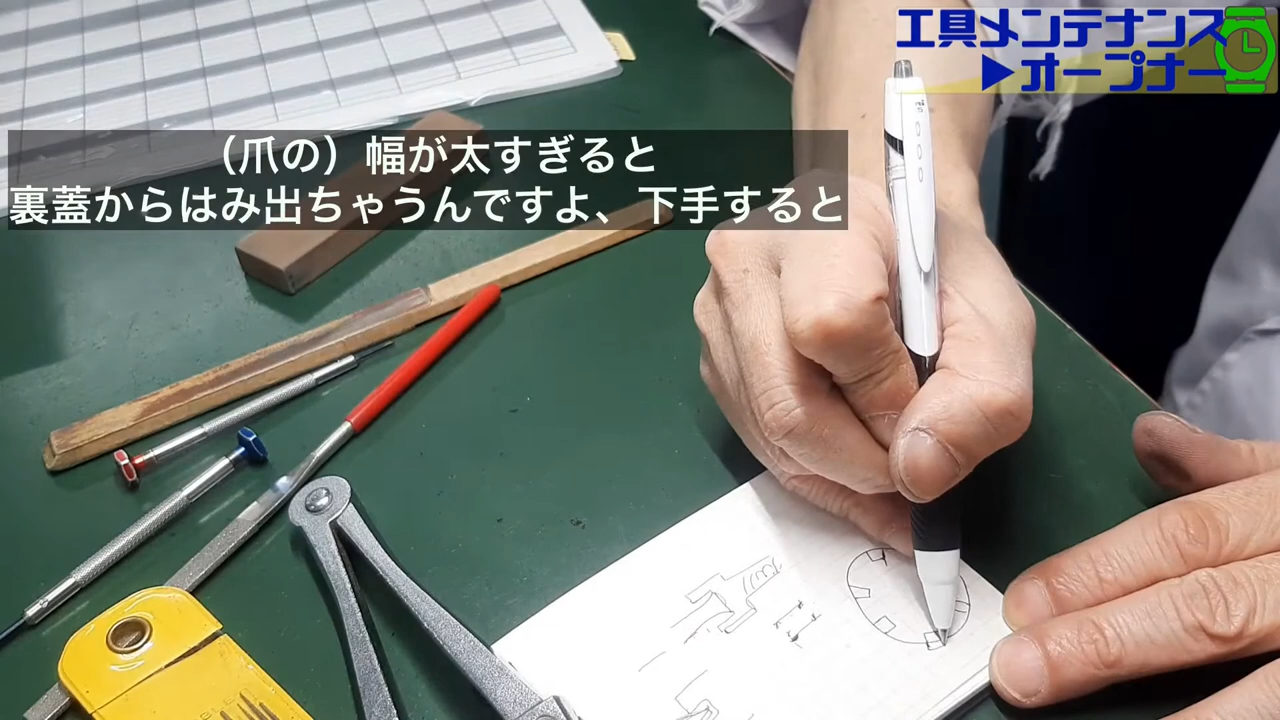 工具メンテナンス
▶オープナー
（爪の）幅が太すぎると
裏蓋からはみ出ちゃうんですよ、下手すると